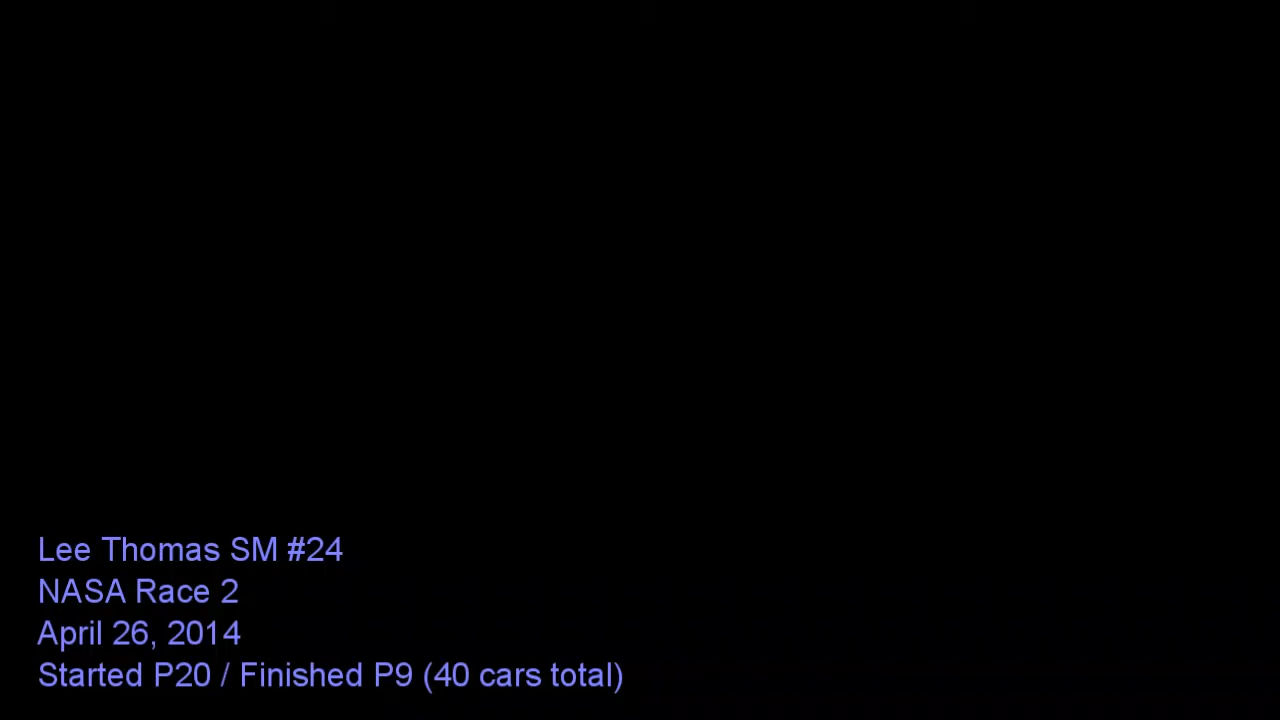 Lee Thomas SM #24
NASA Race 2
April 26, 2014
Started P20 / Finished P9 (40 cars total)